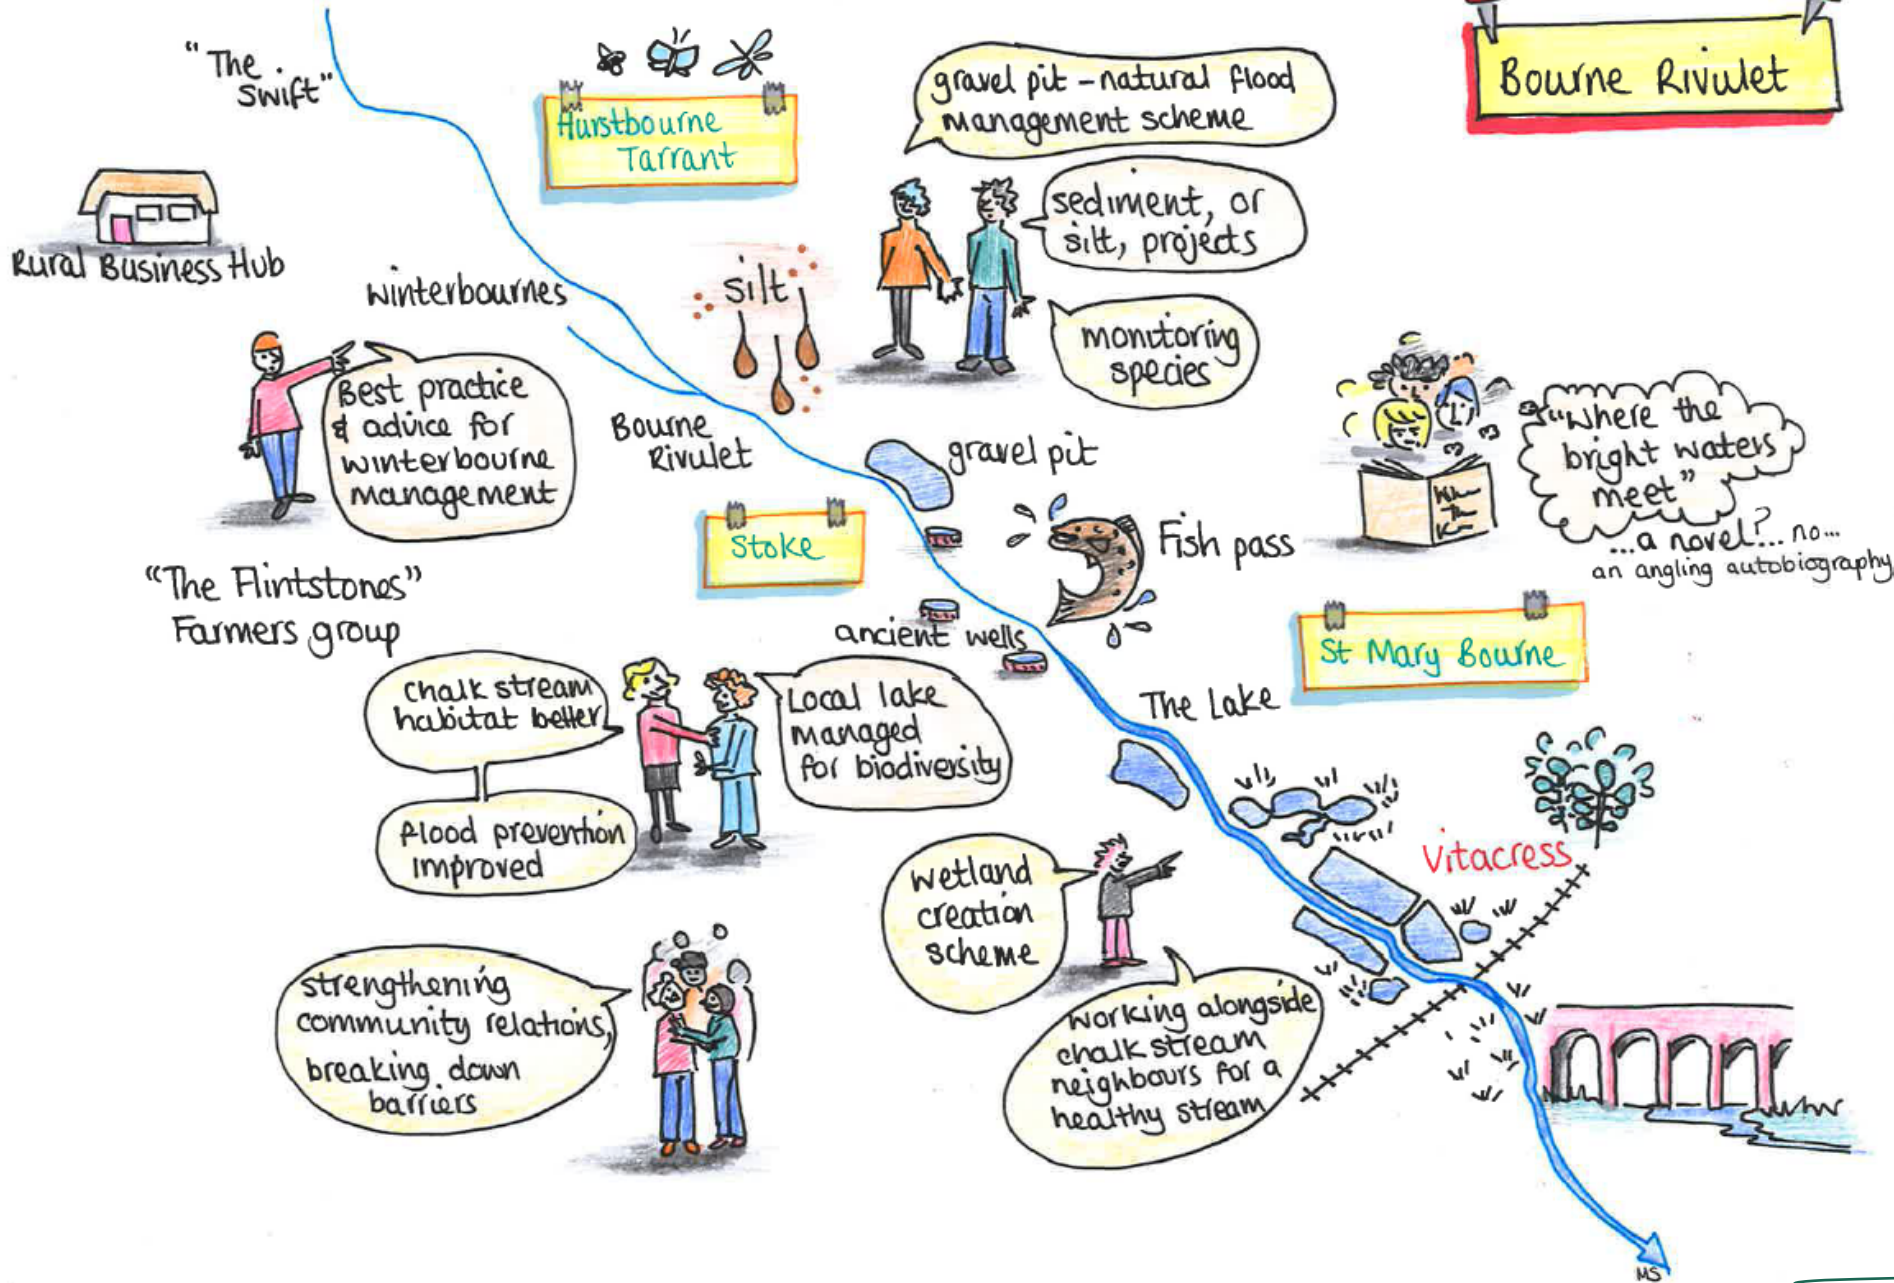 "The
Swift"
Hurstbourne
Tarrant
gravel pit - natural flood
management scheme
Bourne Rivulet
sediment, or
silt, projects
Rural Business Hub
winterbournes
silt
monitoring
species
Best practice
& advice for
winterbourne
management
Bourne
Rivulet
gravel pit
"Where the
bright waters
meet"
...a novel?... no...
an angling autobiography
Stoke
Fish pass
"The Flintstones"
Farmers group
ancient wells
St Mary Bourne
Chalk stream
habitat better
Local lake
managed
for biodiversity
The Lake
flood prevention
improved
Vitacress
wetland
creation
scheme
strengthening
community relations,
breaking down
barriers
working alongside
chalk stream
neighbours for a
healthy stream
MS